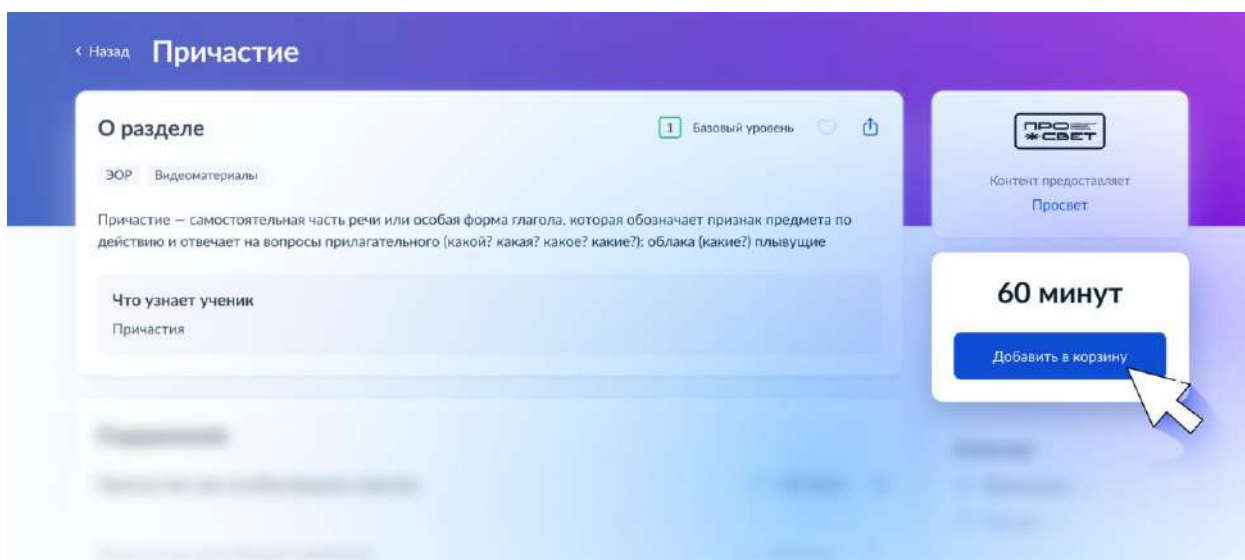 Назад Причастие
О разделе
1 Базовый уровень
ЭОР Видеоматериалы
Причастие — самостоятельная часть речи или особая форма глагола, которая обозначает признак предмета по
действию и отвечает на вопросы прилагательного (какой? какая? какое? какие?): облака (какие?) плывущие
Что узнает ученик
Причастия
ПРО
СВЕТ
Контент предоставляет
Просвет
60 минут
Добавить в корзину